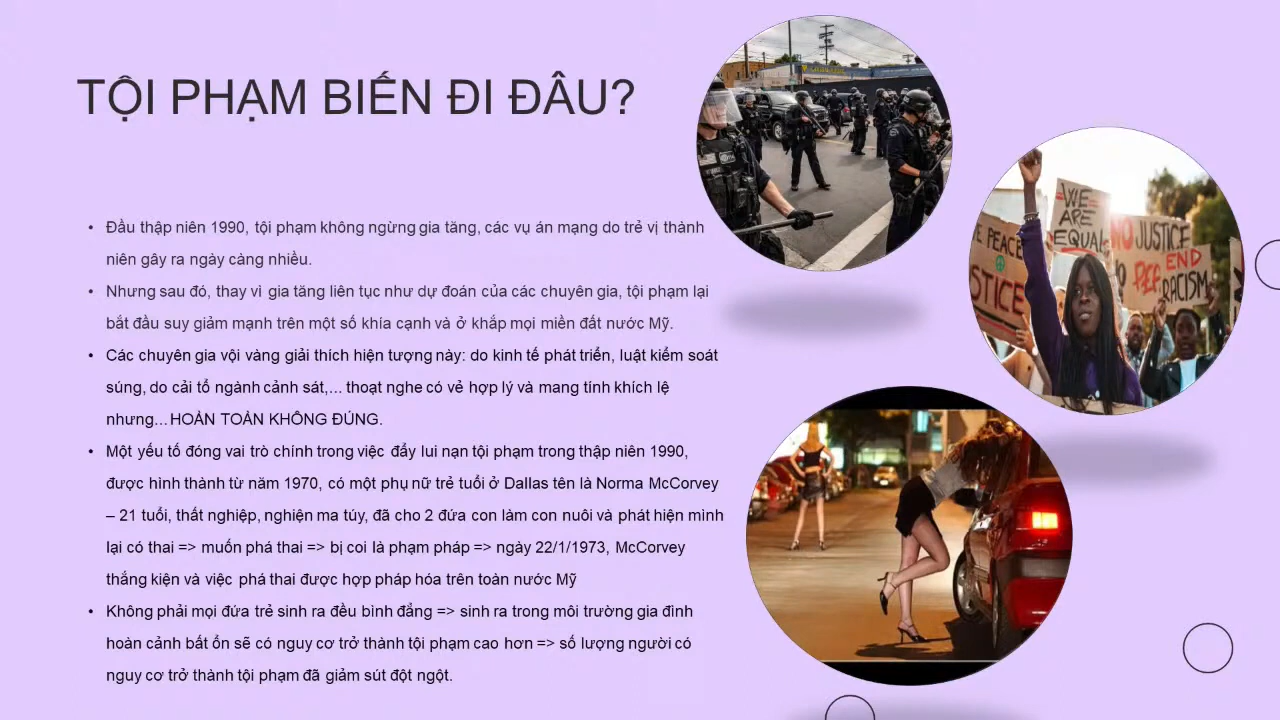 TỘI PHẠM BIẾN ĐI ĐÂU?
• Đầu thập niên 1990, tội phạm không ngừng gia tăng, các vụ án mạng do trẻ vị thành
niên gây ra ngày càng nhiều.
• Nhưng sau đó, thay vì gia tăng liên tục như dự đoán của các chuyên gia, tội phạm lại
bắt đầu suy giảm mạnh trên một số khía cạnh và ở khắp mọi miền đất nước Mỹ.
• Các chuyên gia vội vàng giải thích hiện tượng này: do kinh tế phát triển, luật kiểm soát
súng, do cải tổ ngành cảnh sát,... thoạt nghe có vẻ hợp lý và mang tính khích lệ
nhưng...HOÀN TOÀN KHÔNG ĐÚNG.
• Một yếu tố đóng vai trò chính trong việc đẩy lui nạn tội phạm trong thập niên 1990,
được hình thành từ năm 1970, có một phụ nữ trẻ tuổi ở Dallas tên là Norma McCorvey
– 21 tuổi, thất nghiệp, nghiện ma túy, đã cho 2 đứa con làm con nuôi và phát hiện mình
lại có thai => muốn phá thai => bị coi là phạm pháp => ngày 22/1/1973, McCorvey
thắng kiện và việc phá thai được hợp pháp hóa trên toàn nước Mỹ
• Không phải mọi đứa trẻ sinh ra đều bình đẳng => sinh ra trong môi trường gia đình
hoàn cảnh bất ổn sẽ có nguy cơ trở thành tội phạm cao hơn => số lượng người có
nguy cơ trở thành tội phạm đã giảm sút đột ngột.
WE
ARE
EQUAL
E PEACE
STICE
NO JUSTICE
END
RACISM